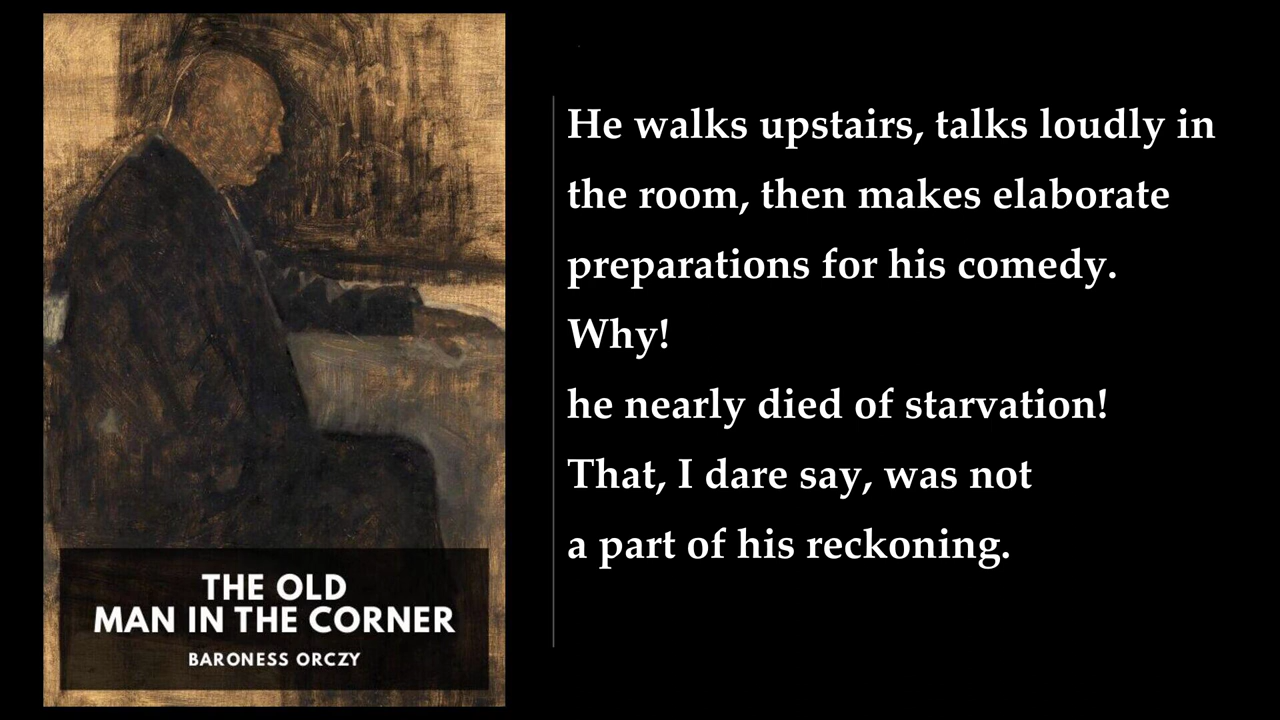 THE OLD
MAN IN THE CORNER
BARONESS ORCZY
He walks upstairs, talks loudly in
the room, then makes elaborate
preparations for his comedy.
Why!
he nearly died of starvation!
That, I dare say, was not
a part of his reckoning.